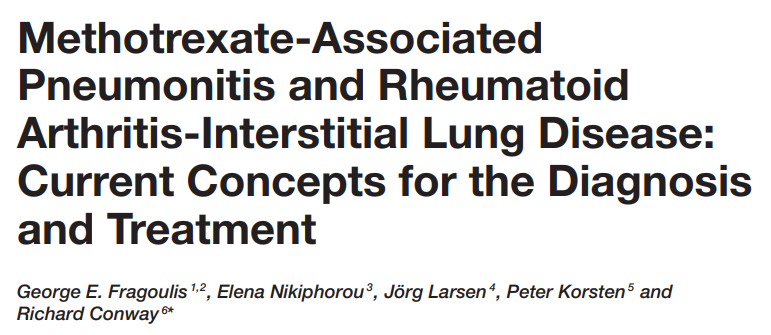 Methotrexate-Associated
Pneumonitis and Rheumatoid
Arthritis-Interstitial Lung Disease:
Current Concepts for the Diagnosis
and Treatment
George E. Fragoulis 1,2, Elena Nikiphorou 3, Jörg Larsen 4, Peter Korsten 5 and
Richard Conway 6*